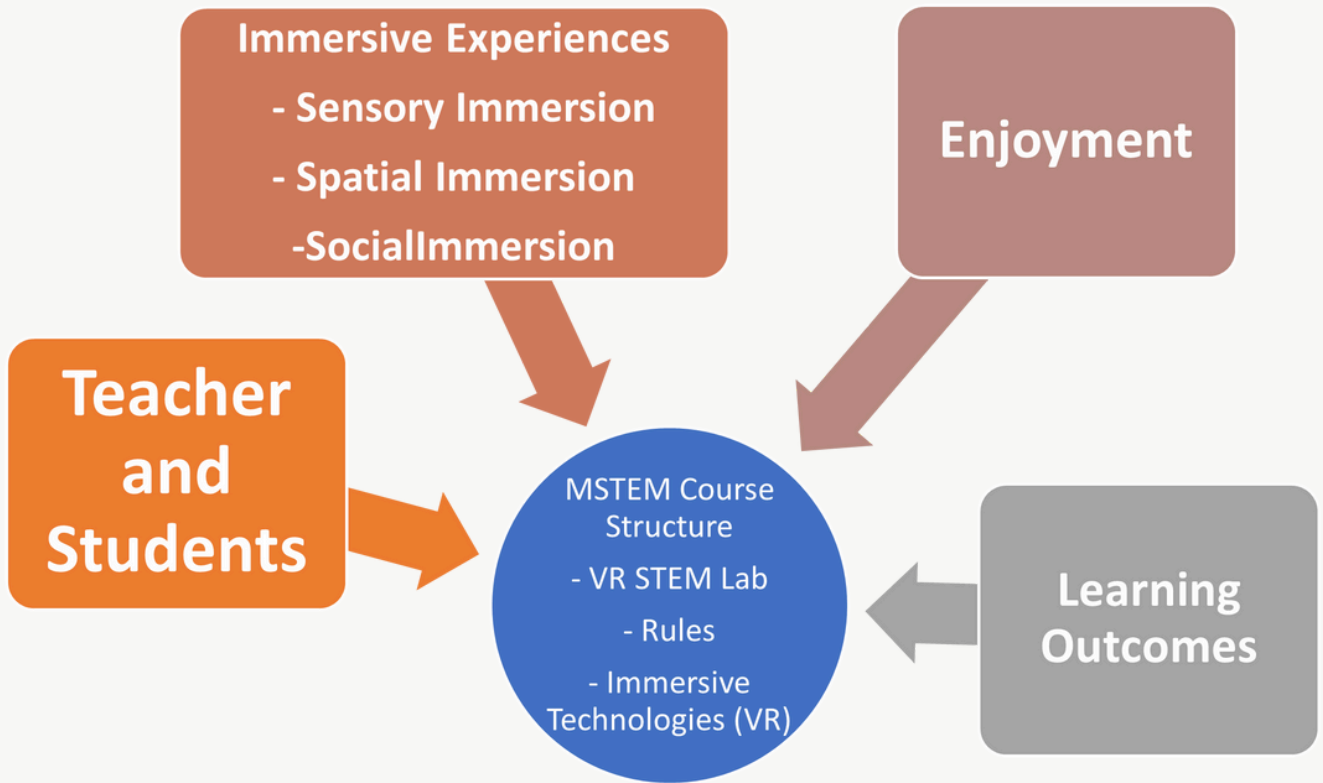 Immersive Experiences
- Sensory Immersion
- Spatial Immersion
-SocialImmersion
Enjoyment
Teacher
and
Students
MSTEM Course
Structure
- VR STEM Lab
- Rules
- Immersive
Technologies (VR)
Learning
Outcomes